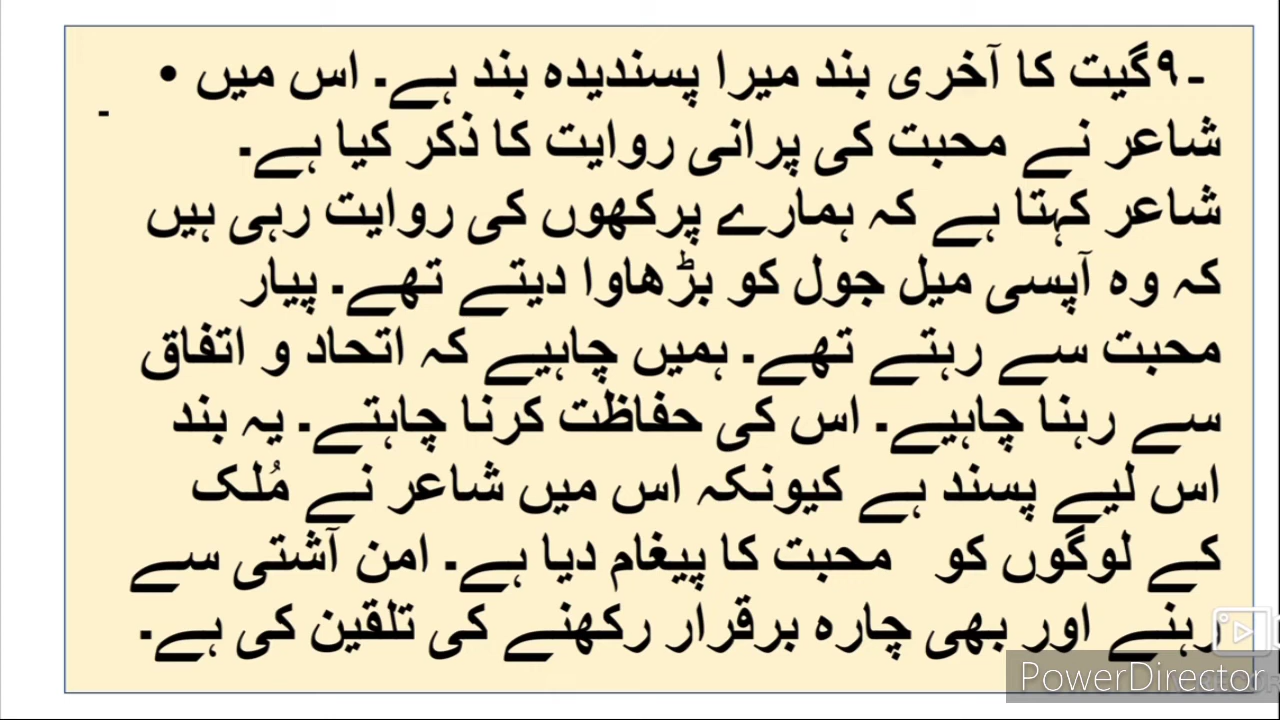 ۹۔گیت کا آخری بند میرا پسندیدہ بند ہے۔ اس میں •
۔
شاعر نے محبت کی پرانی روایت کا ذکر کیا ہے۔
شاعر کہتا ہے کہ ہمارے پرکھوں کی روایت رہی ہیں
کہ وہ آپسی میل جول کو بڑھاوا دیتے تھے۔ پیار
محبت سے رہتے تھے۔ ہمیں چاہیے کہ اتحاد و اتفاق
سے رہنا چاہیے۔ اس کی حفاظت کرنا چاہتے۔ یہ بند
اس لیے پسند ہے کیونکہ اس میں شاعر نے مُلک
کے لوگوں کو محبت کا پیغام دیا ہے۔ امن آشتی سے
رہنے اور بھی چارہ برقرار رکھنے کی تلقین کی ہے۔
PowerDirector